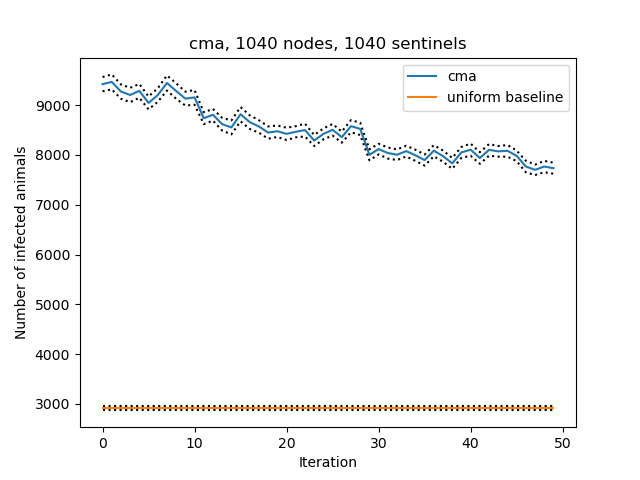 cma, 1040 nodes, 1040 sentinels
cma
uniform baseline
Number of infected animals
9000
8000
7000
6000
5000
4000
3000
0 10 20 30 40 50
Iteration